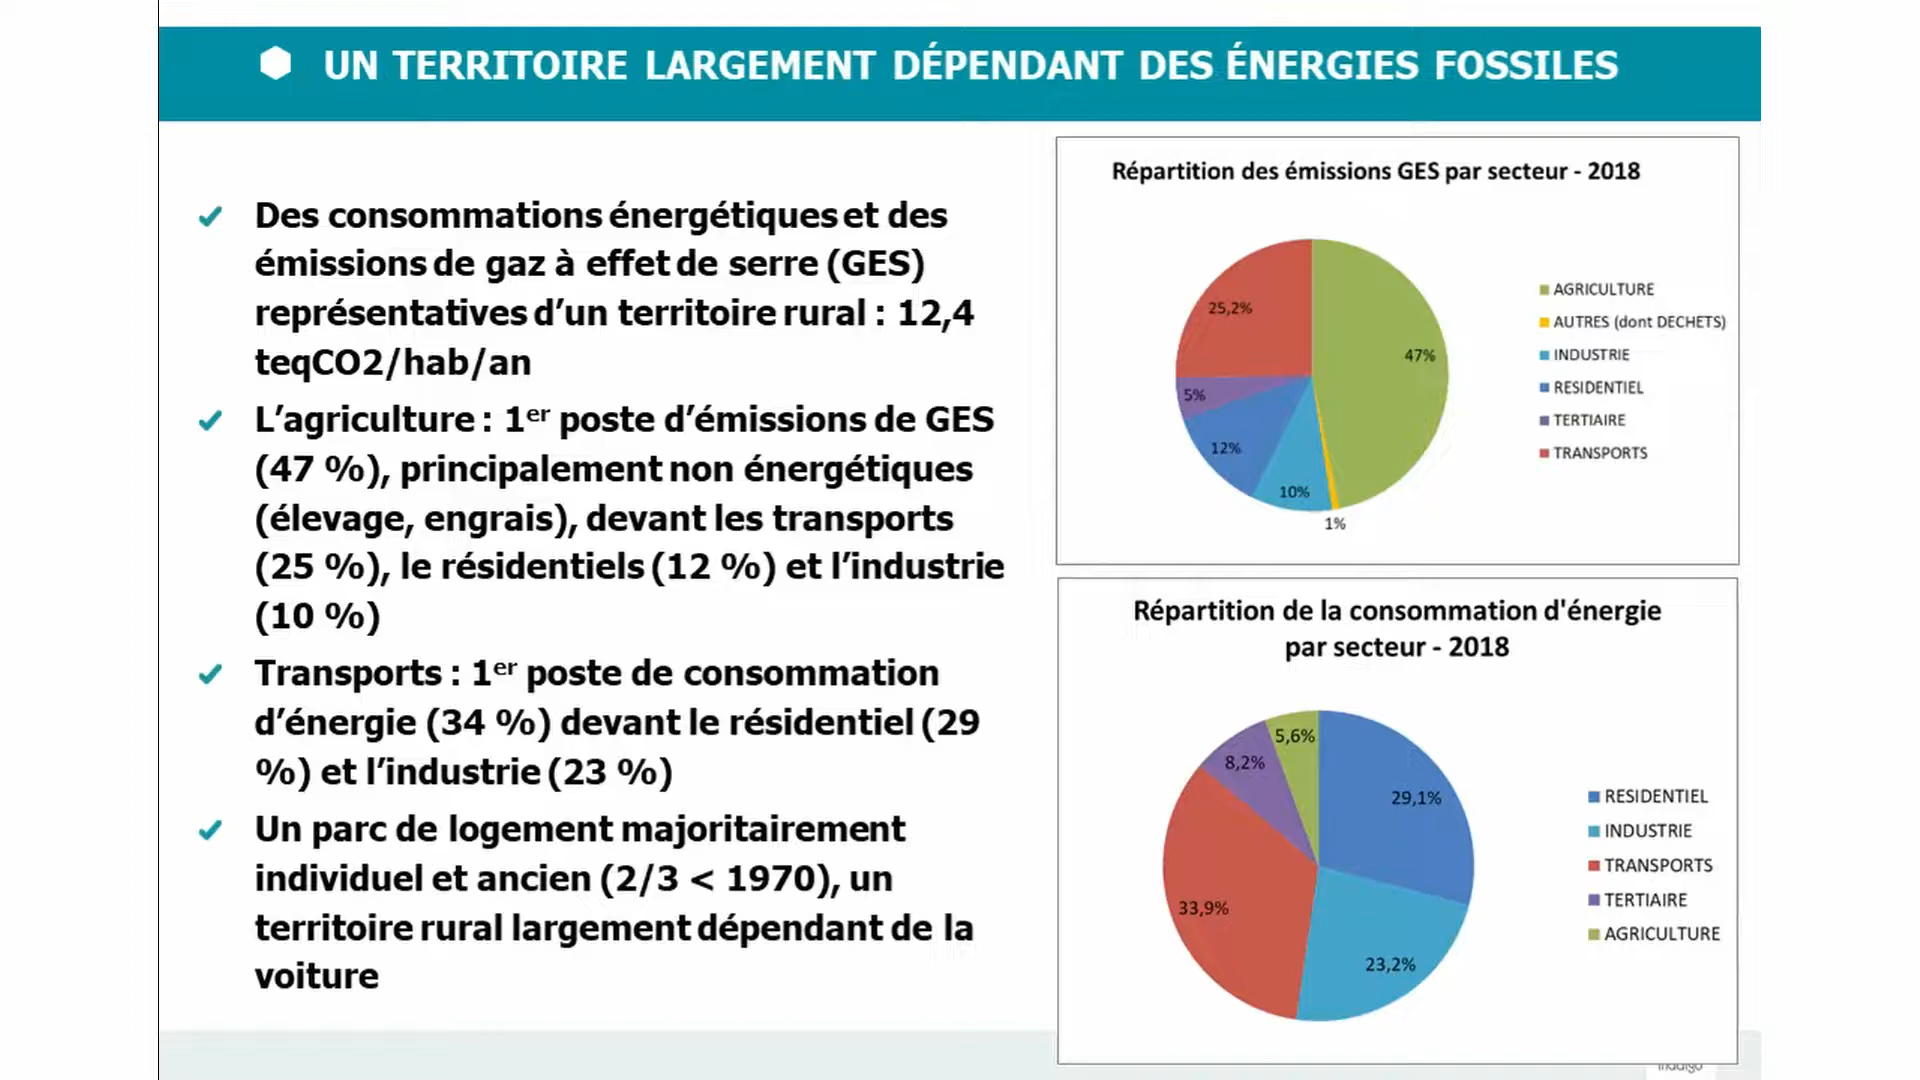 UN TERRITOIRE LARGEMENT DÉPENDANT DES ÉNERGIES FOSSILES
Des consommations énergétiques et des
émissions de gaz à effet de serre (GES)
représentatives d’un territoire rural : 12,4
teqCO2/hab/an
L’agriculture : 1er poste d’émissions de GES
(47 %), principalement non énergétiques
(élevage, engrais), devant les transports
(25 %), le résidentiels (12 %) et l’industrie
(10 %)
Transports : 1er poste de consommation
d’énergie (34 %) devant le résidentiel (29
%) et l’industrie (23 %)
Un parc de logement majoritairement
individuel et ancien (2/3 < 1970), un
territoire rural largement dépendant de la
voiture
Répartition des émissions GES par secteur - 2018
25,2%
47%
5%
12%
10%
1%
AGRICULTURE
AUTRES (dont DECHETS)
INDUSTRIE
RESIDENTIEL
TERTIAIRE
TRANSPORTS
Répartition de la consommation d'énergie
par secteur - 2018
5,6%
8,2%
29,1%
33,9%
23,2%
RESIDENTIEL
INDUSTRIE
TRANSPORTS
TERTIAIRE
AGRICULTURE